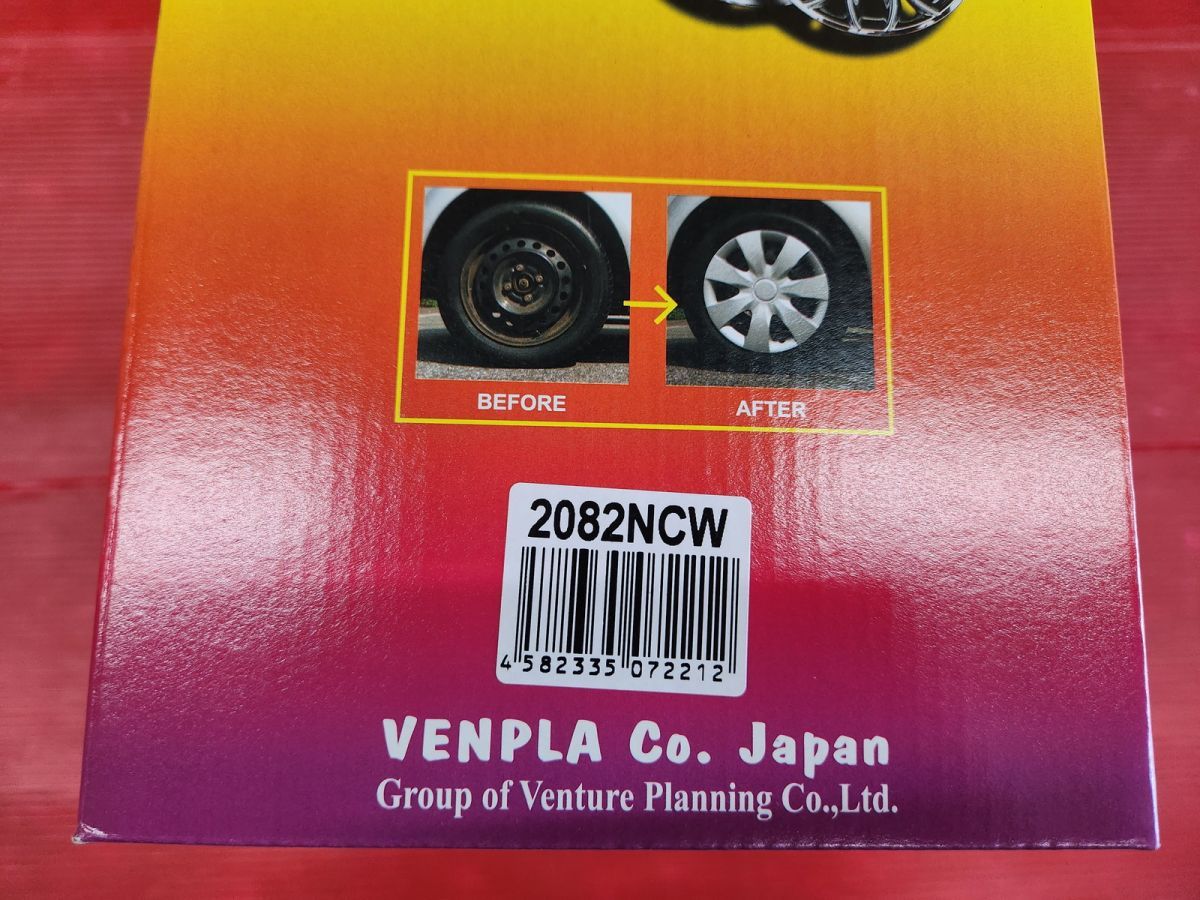 BEFORE
AFTER
2082NCW
4 582335 072212
VENPLA Co. Japan
Group of Venture Planning Co.,Ltd.